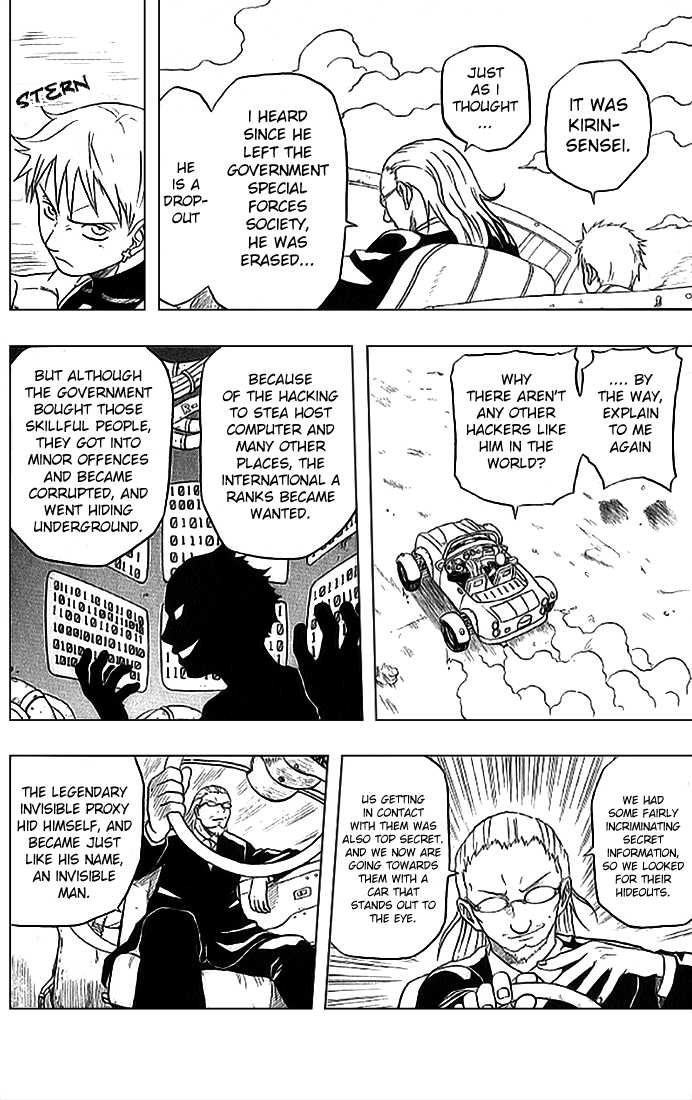 IT WAS
KIRIN-
SENSEI.
JUST
AS I
THOUGHT
...
I HEARD
SINCE HE
LEFT THE
GOVERNMENT
SPECIAL
FORCES
SOCIETY,
HE WAS
ERASED...
HE
IS A
DROP-
OUT
STERN
.... BY
THE WAY,
EXPLAIN
TO ME
AGAIN
WHY
THERE AREN'T
ANY OTHER
HACKERS LIKE
HIM IN THE
WORLD?
BECAUSE
OF THE HACKING
TO STEA HOST
COMPUTER AND
MANY OTHER
PLACES, THE
INTERNATIONAL A
RANKS BECAME
WANTED.
BUT ALTHOUGH
THE GOVERNMENT
BOUGHT THOSE
SKILLFUL PEOPLE,
THEY GOT INTO
MINOR OFFENCES
AND BECAME
CORRUPTED, AND
WENT HIDING
UNDERGROUND.
WE HAD
SOME FAIRLY
INCRIMINATING
SECRET
INFORMATION,
SO WE LOOKED
FOR THEIR
HIDEOUTS.
US GETTING
IN CONTACT
WITH THEM WAS
ALSO TOP SECRET.
AND WE NOW ARE
GOING TOWARDS
THEM WITH A
CAR THAT
STANDS OUT TO
THE EYE.
THE LEGENDARY
INVISIBLE PROXY
HID HIMSELF, AND
BECAME JUST
LIKE HIS NAME,
AN INVISIBLE
MAN.